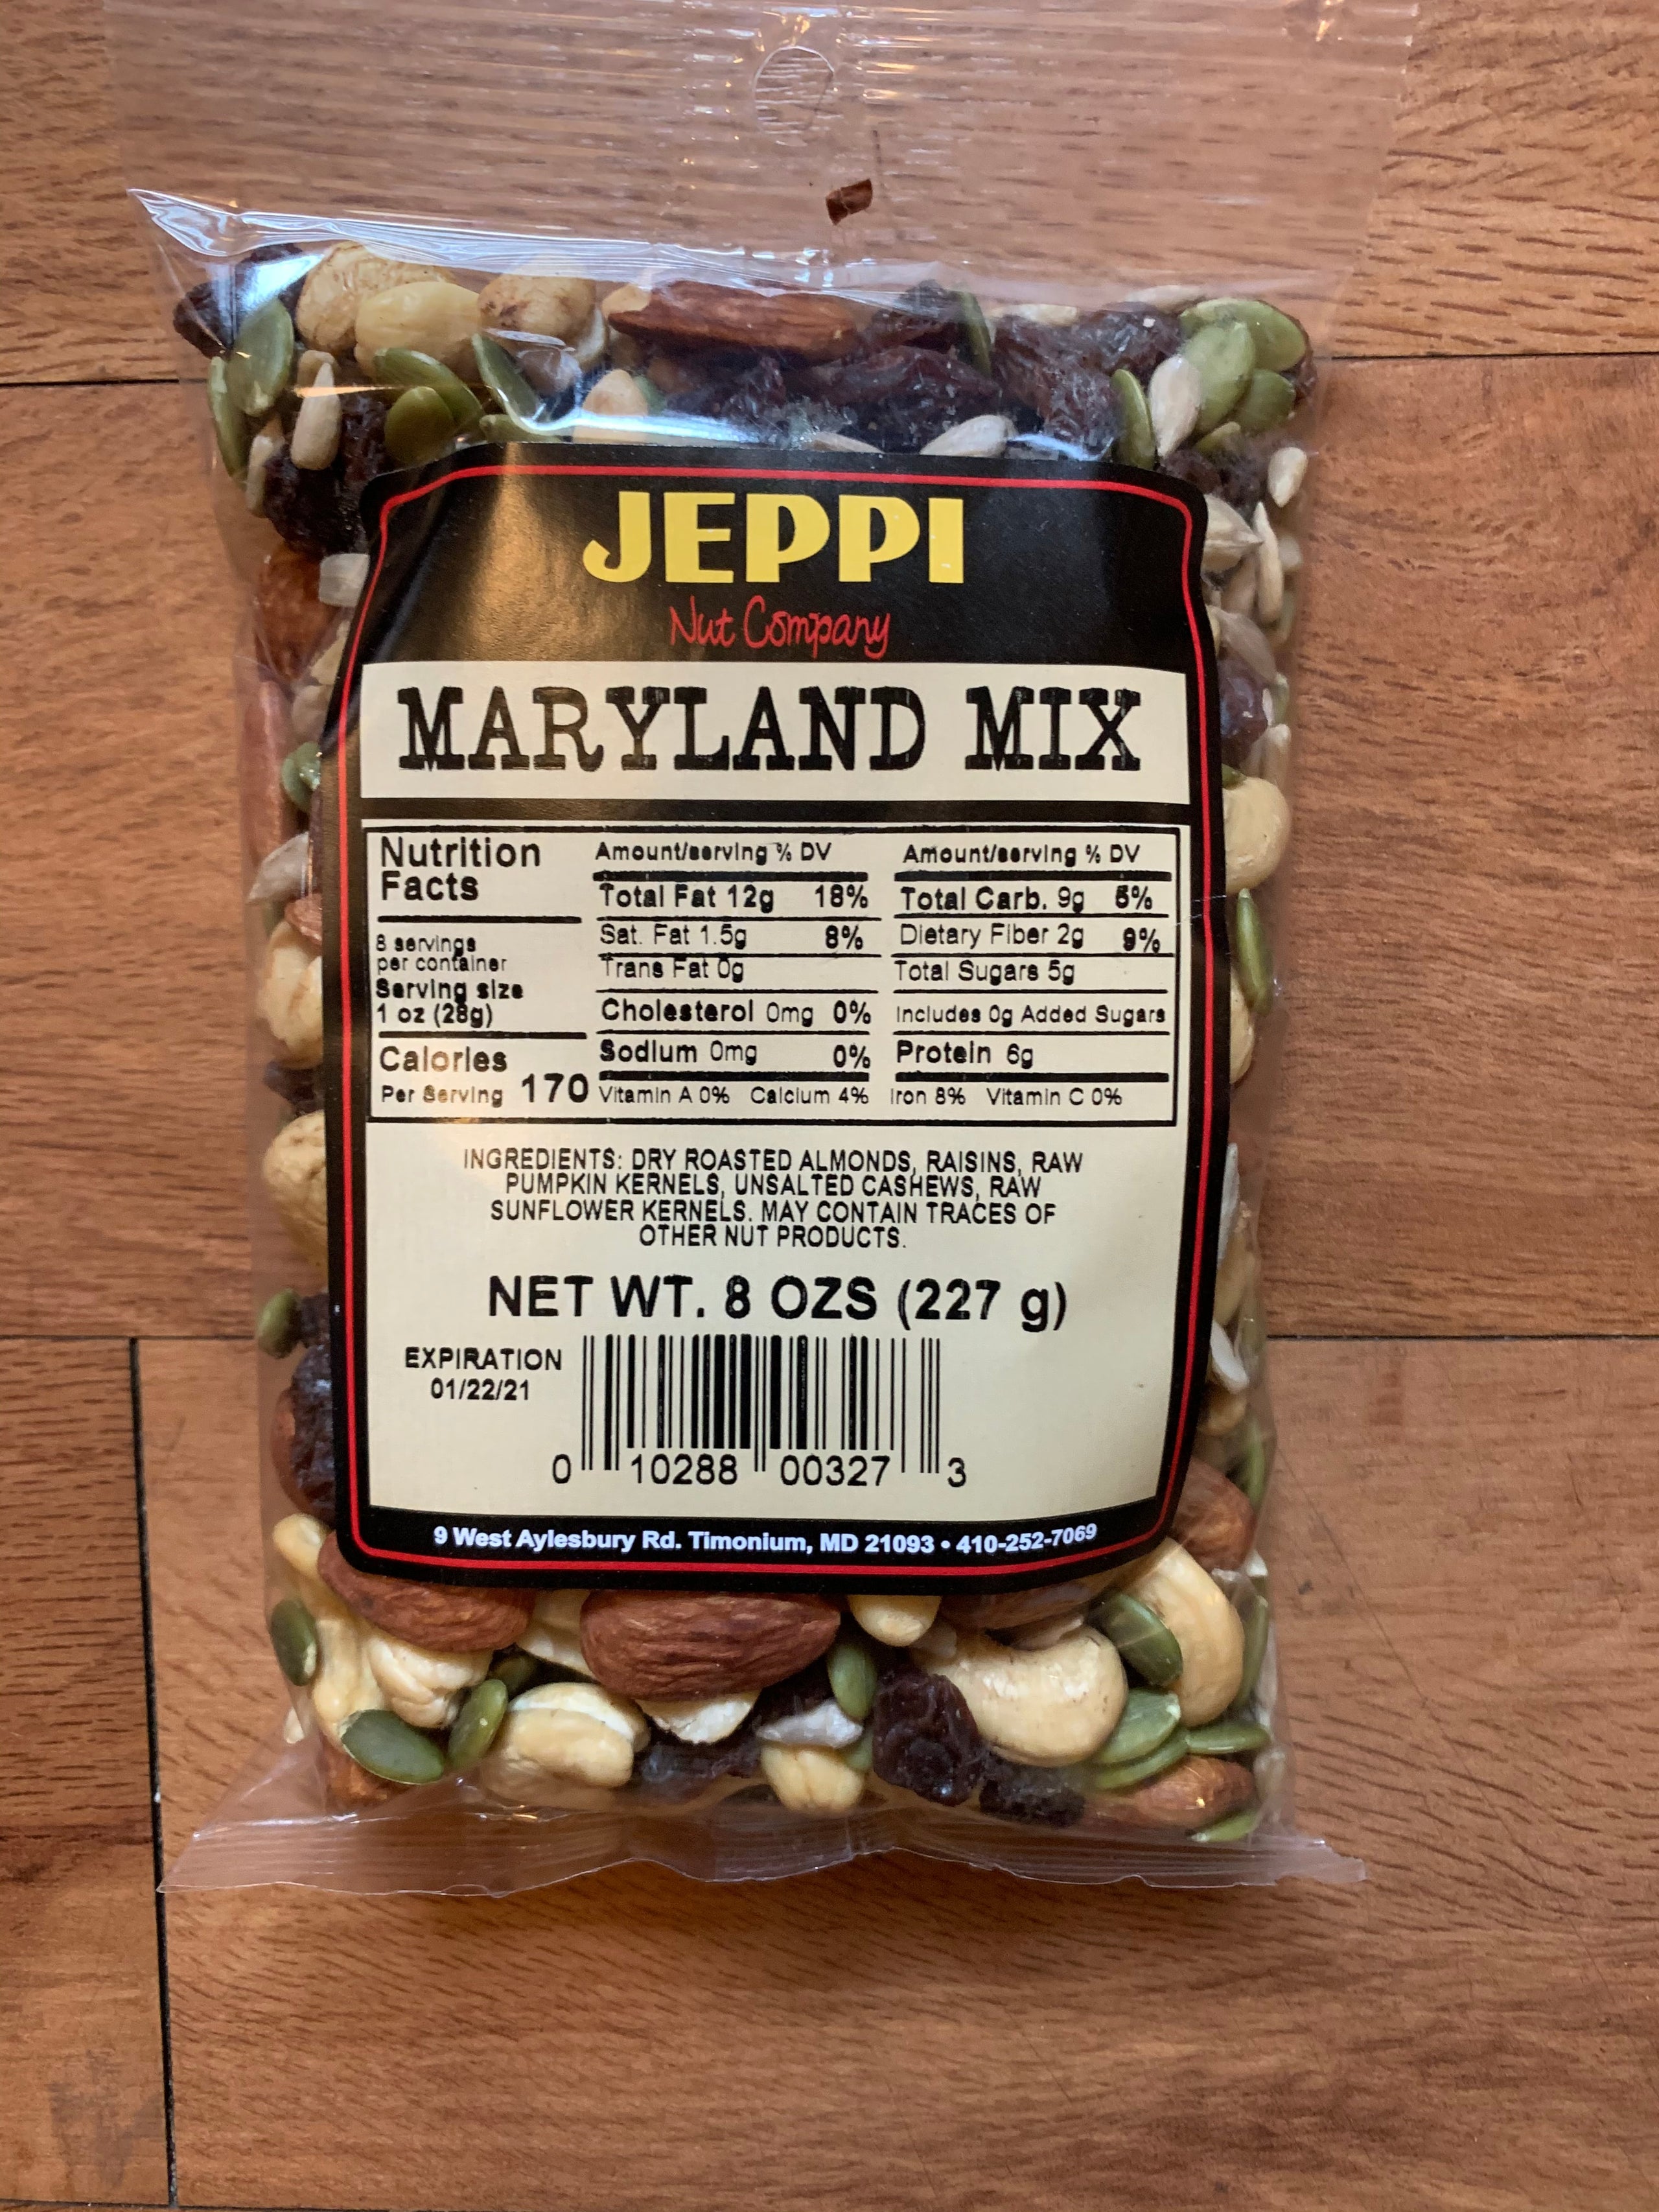 JEPPI
Nut Company
MARYLAND MIX
Nutrition
Facts
8 servings
per container
Serving size
1 oz (28g)
Calories
Per Serving 170
Amount/serving % DV
Total Fat 12g 18%
Sat. Fat 1.5g 8%
Trans Fat 0g
Cholesterol 0mg 0%
Sodium 0mg 0%
Amount/serving % DV
Total Carb. 9g 5%
Dietary Fiber 2g 9%
Total Sugars 5g
Includes 0g Added Sugars
Protein 6g
Vitamin A 0% Calcium 4% Iron 8% Vitamin C 0%
INGREDIENTS: DRY ROASTED ALMONDS, RAISINS, RAW
PUMPKIN KERNELS, UNSALTED CASHEWS, RAW
SUNFLOWER KERNELS. MAY CONTAIN TRACES OF
OTHER NUT PRODUCTS.
NET WT. 8 OZS (227 g)
EXPIRATION
01/22/21
0 10288 00327 3
9 West Aylesbury Rd. Timonium, MD 21093 • 410-252-7069